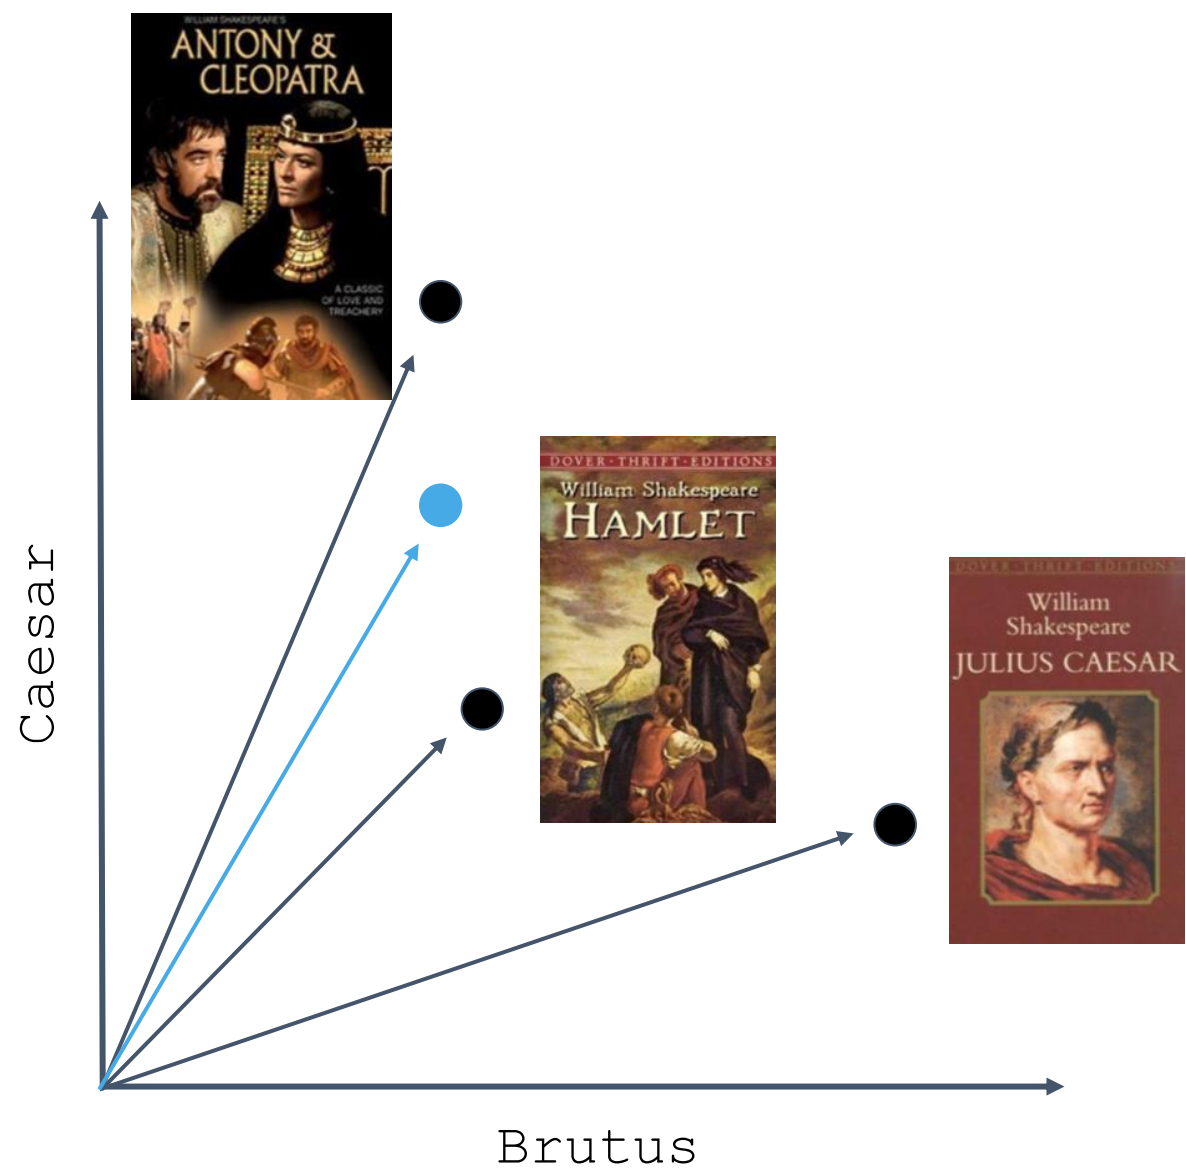 WILLIAM SHAKESPEARE'S
ANTONY &
CLEOPATRA
A CLASSIC
OF LOVE AND
TREACHERY
DOVER · THRIFT · EDITIONS
William Shakespeare
HAMLET
DOVER · THRIFT · EDITIONS
William
Shakespeare
JULIUS CAESAR
Caesar
Brutus